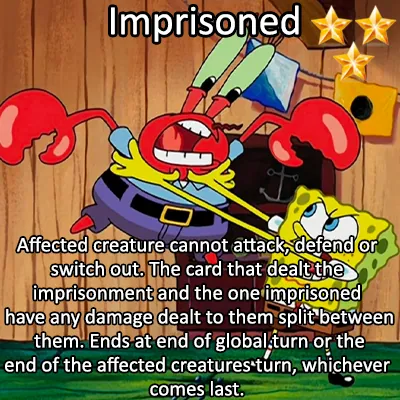 Imprisoned
Affected creature cannot attack, defend or
switch out. The card that dealt the
imprisonment and the one imprisoned
have any damage dealt to them split between
them. Ends at end of global turn or the
end of the affected creatures turn, whichever
comes last.